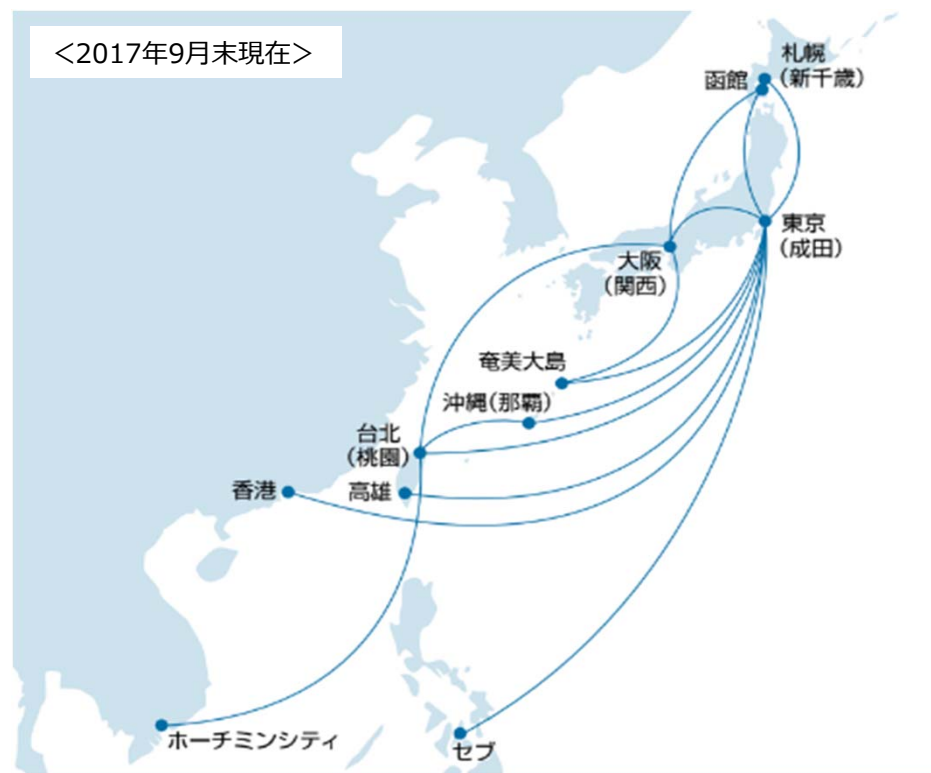 ＜2017年9月末現在＞
札幌
（新千歳）
函館
東京
（成田）
大阪
（関西）
奄美大島
沖縄（那覇）
台北
（桃園）
香港
高雄
ホーチミンシティ
セブ